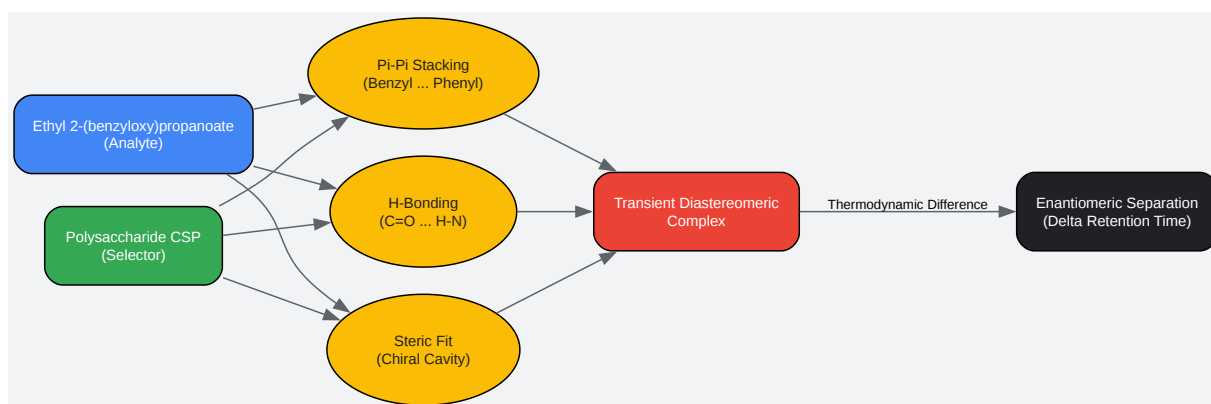 Ethyl 2-(benzyloxy)propanoate
(Analyte)
Polysaccharide CSP
(Selector)
Pi-Pi Stacking
(Benzyl ... Phenyl)
H-Bonding
(C=O ... H-N)
Steric Fit
(Chiral Cavity)
Transient Diastereomeric
Complex
Thermodynamic Difference
Enantiomeric Separation
(Delta Retention Time)